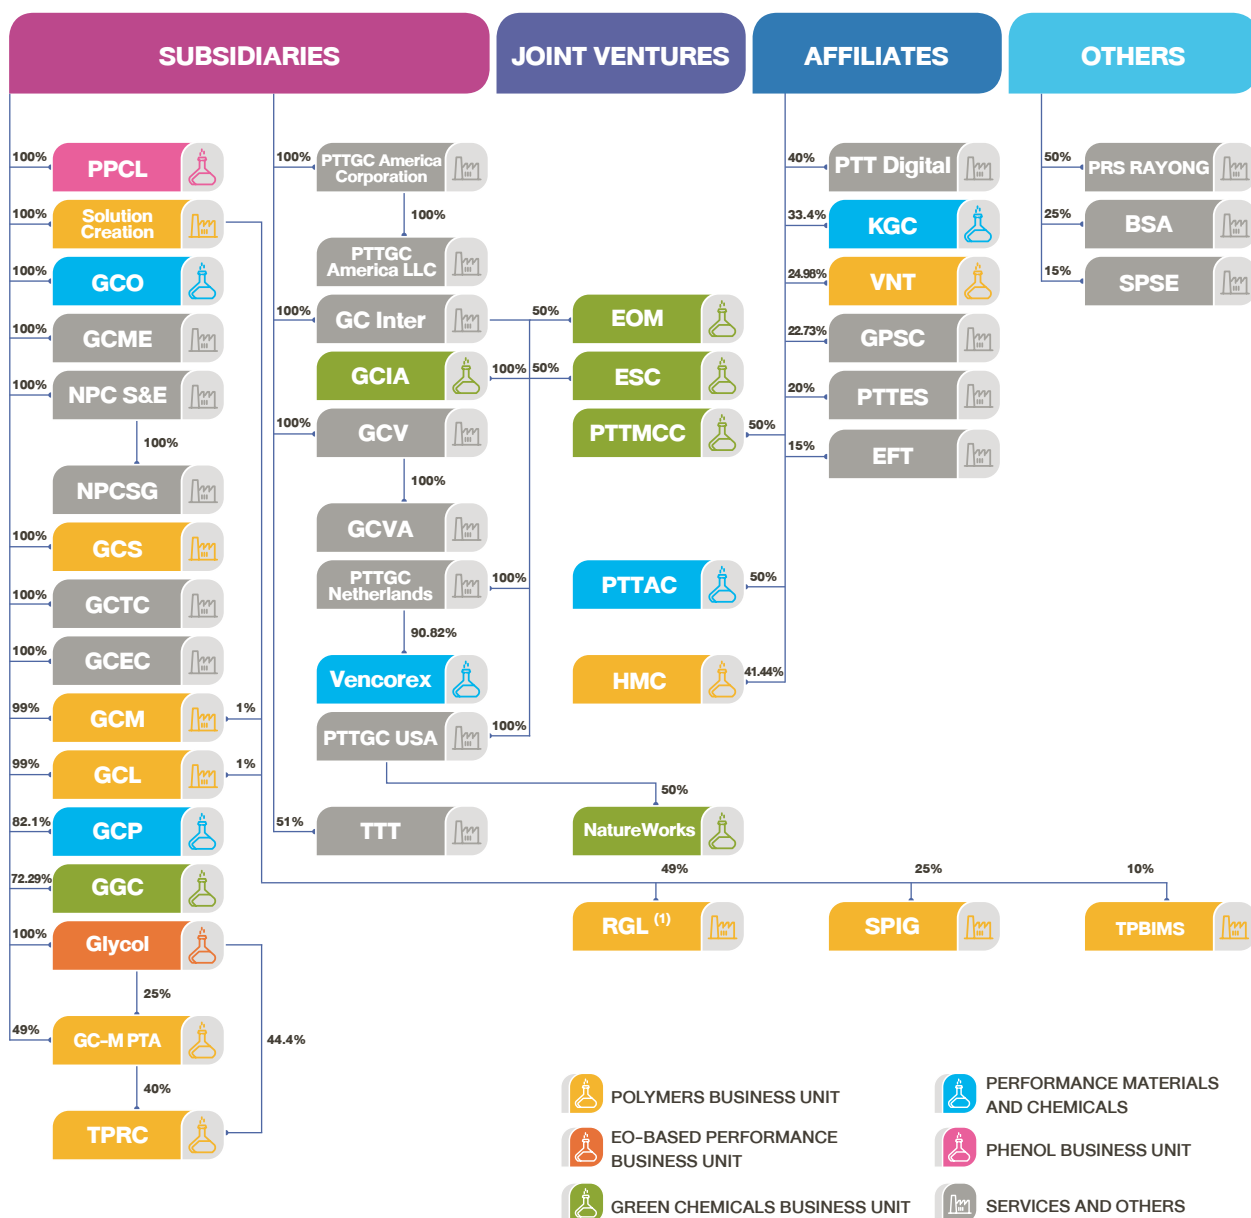 SUBSIDIARIES
JOINT VENTURES
AFFILIATES
OTHERS
100%
PPCL
100%
Solution
Creation
100%
GCO
100%
GCME
100%
NPC S&E
100%
NPCSG
100%
GCS
100%
GCTC
100%
GCEC
99%
GCM
1%
99%
GCL
1%
82.1%
GCP
72.29%
GGC
100%
Glycol
25%
49%
GC-M PTA
44.4%
40%
TPRC
100%
PTTGC America
Corporation
100%
PTTGC
America LLC
100%
GC Inter
GCIA
100%
100%
GCV
100%
GCVA
PTTGC
Netherlands
100%
90.82%
Vencorex
PTTGC USA
100%
50%
51%
TTT
50%
EOM
50%
ESC
PTTMCC
50%
PTTAC
50%
HMC
41.44%
NatureWorks
40%
PTT Digital
33.4%
KGC
24.98%
VNT
22.73%
GPSC
20%
PTTES
15%
EFT
50%
PRS RAYONG
25%
BSA
15%
SPSE
49%
RGL (1)
25%
SPIG
10%
TPBIMS
POLYMERS BUSINESS UNIT
EO-BASED PERFORMANCE
BUSINESS UNIT
GREEN CHEMICALS BUSINESS UNIT
PERFORMANCE MATERIALS
AND CHEMICALS
PHENOL BUSINESS UNIT
SERVICES AND OTHERS